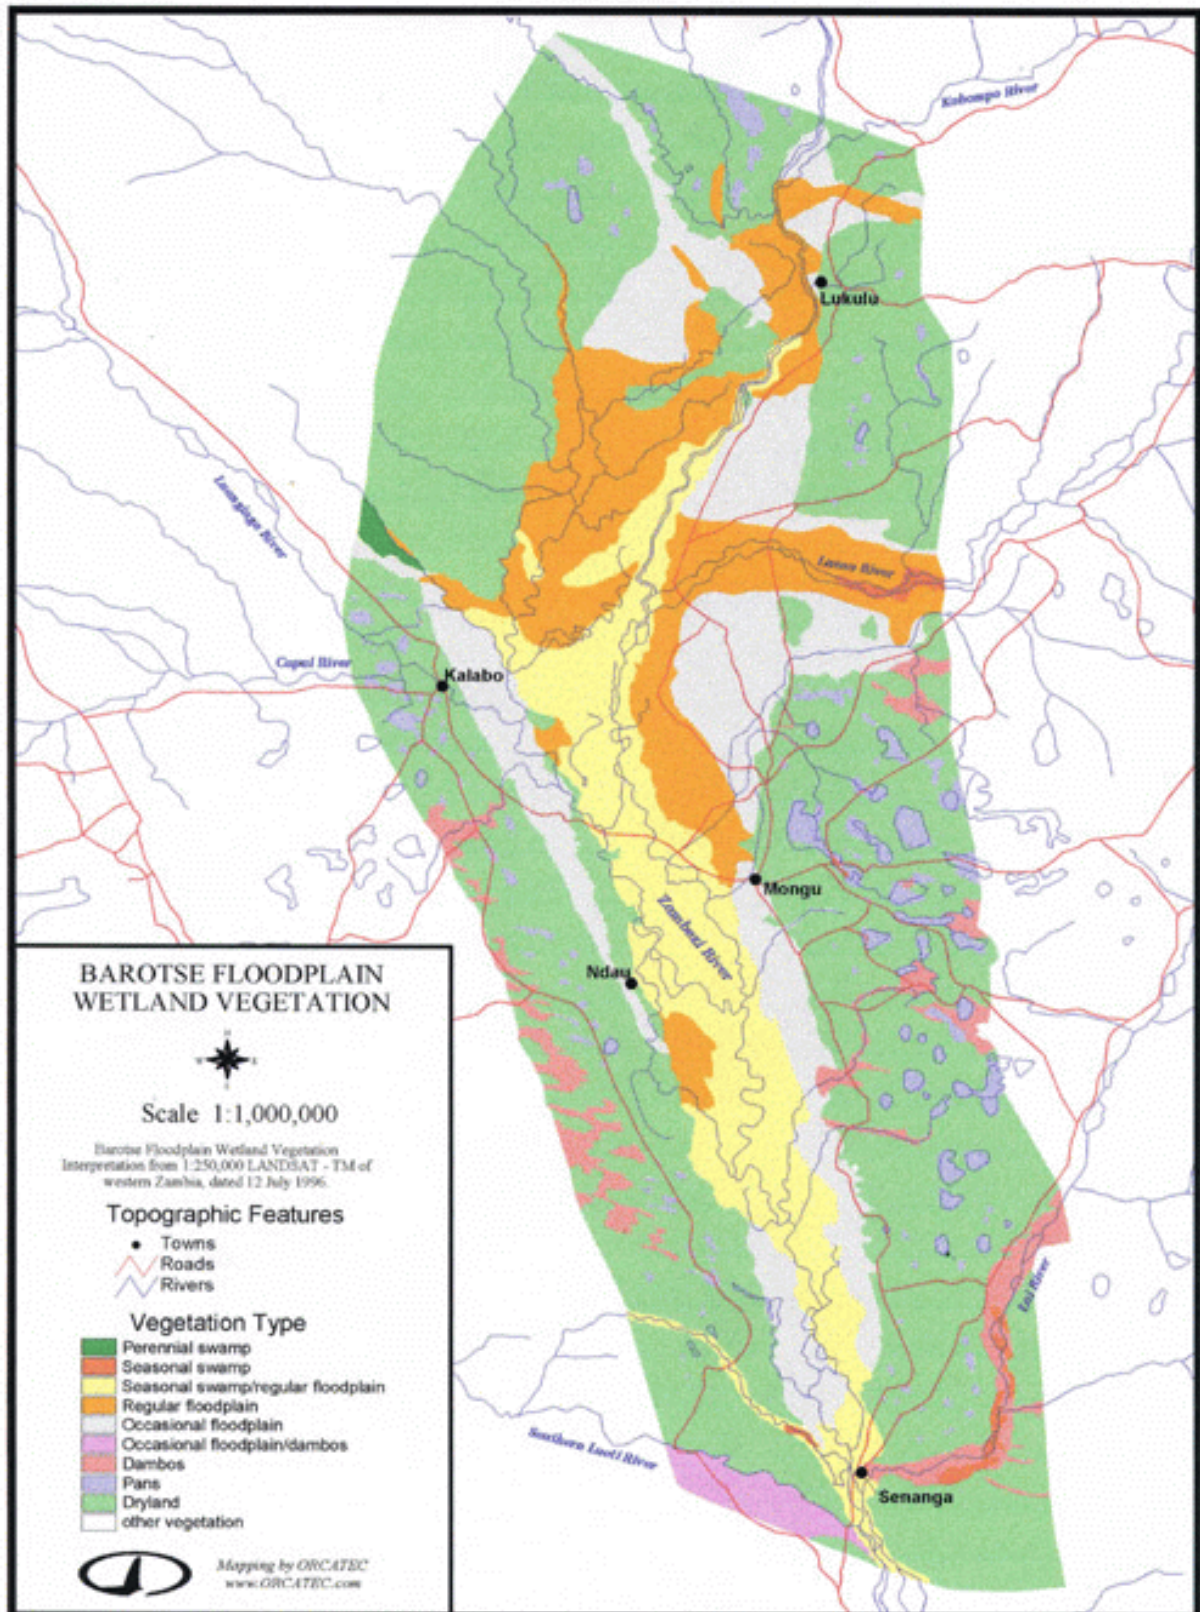 Kabompo River
Lukulu
Luanginga River
Luena River
Capui River
Kalabo
Mongu
Zambezi River
Ndau
Lui River
Southern Lueti River
Senanga
BAROTSE FLOODPLAIN
WETLAND VEGETATION
N
W E
S
Scale 1:1,000,000
Barotse Floodplain Wetland Vegetation
Interpretation from 1:250,000 LANDSAT - TM of
western Zambia, dated 12 July 1996.
Topographic Features
Towns
Roads
Rivers
Vegetation Type
Perennial swamp
Seasonal swamp
Seasonal swamp/regular floodplain
Regular floodplain
Occasional floodplain
Occasional floodplain/dambos
Dambos
Pans
Dryland
other vegetation
Mapping by ORCATEC
www.ORCATEC.com